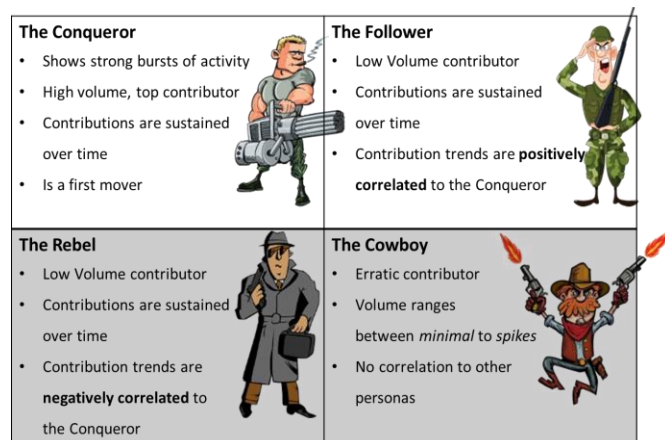 The Conqueror
• Shows strong bursts of activity
• High volume, top contributor
• Contributions are sustained
over time
• Is a first mover
The Follower
• Low Volume contributor
• Contributions are sustained
over time
• Contribution trends are positively
correlated to the Conqueror
The Rebel
• Low Volume contributor
• Contributions are sustained
over time
• Contribution trends are
negatively correlated to
the Conqueror
The Cowboy
• Erratic contributor
• Volume ranges
between minimal to spikes
• No correlation to other
personas